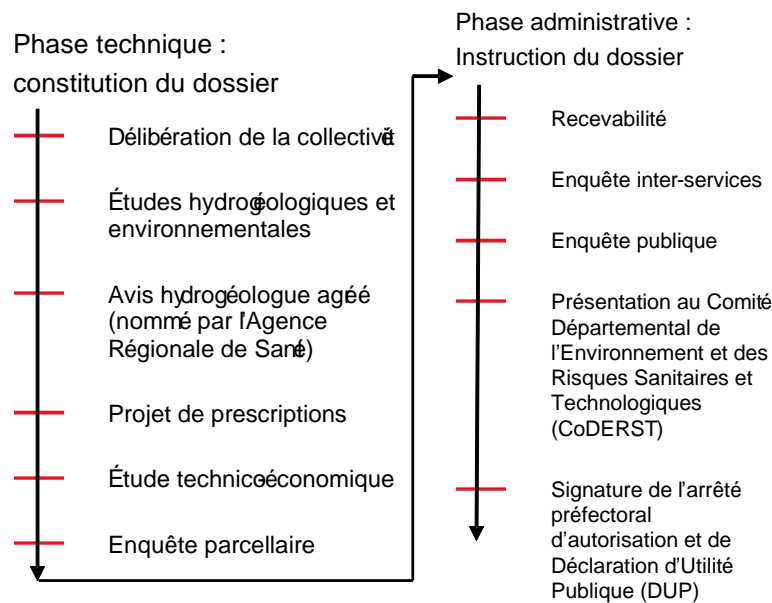 Phase technique :
constitution du dossier
Délibération de la collectivité
Études hydrogéologiques et
environnementales
Avis hydrogéologue agréé
(nommé par l'Agence
Régionale de Santé)
Projet de prescriptions
Étude technico-économique
Enquête parcellaire
Phase administrative :
Instruction du dossier
Recevabilité
Enquête inter-services
Enquête publique
Présentation au Comité
Départemental de
l'Environnement et des
Risques Sanitaires et
Technologiques
(CoDERST)
Signature de l'arrêté
préfectoral
d'autorisation et de
Déclaration d'Utilité
Publique (DUP)